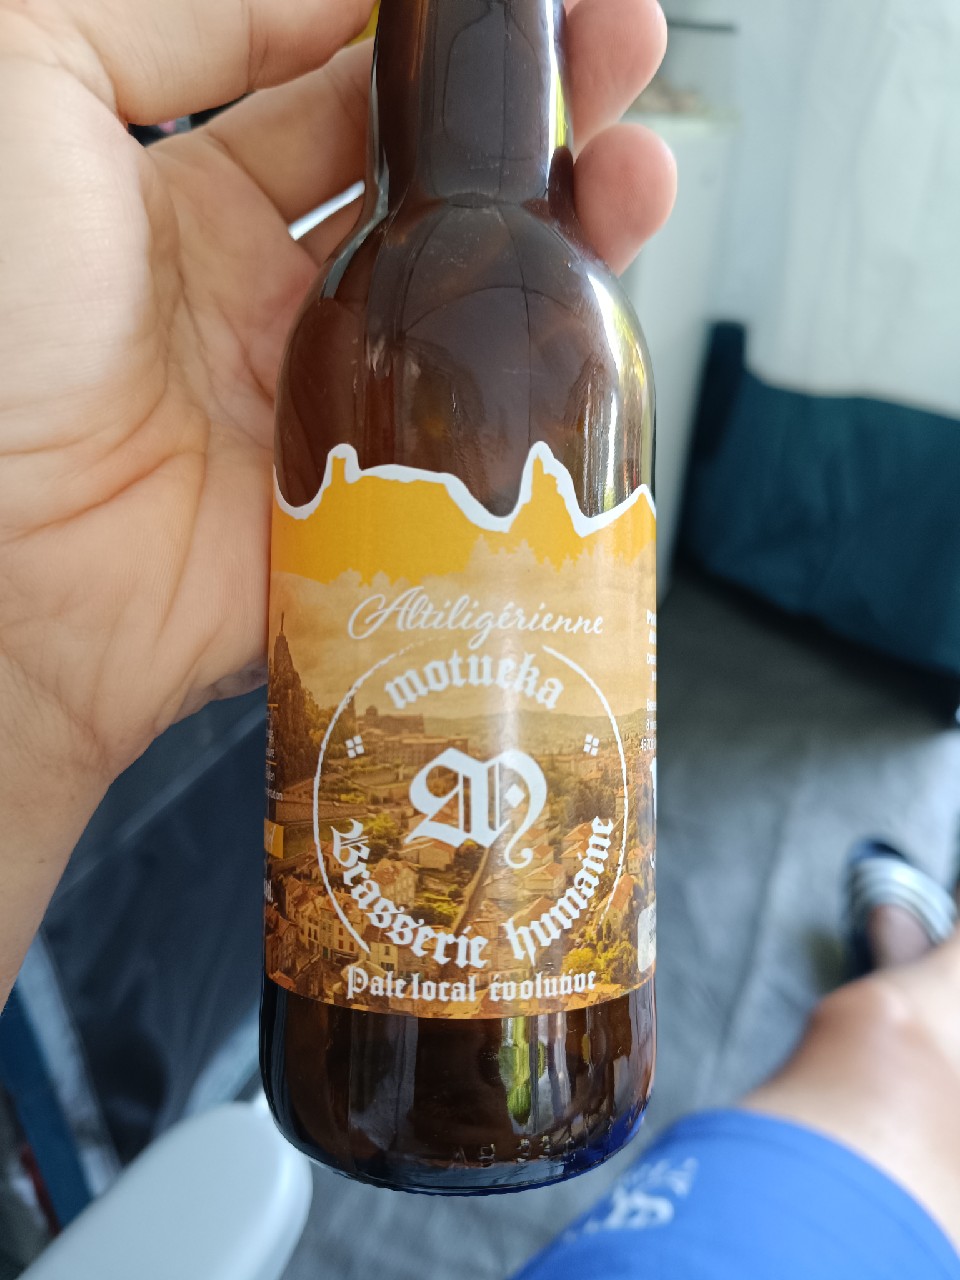 Altiligérienne
motueka
M
Brasserie humaine
Pale local évolutive